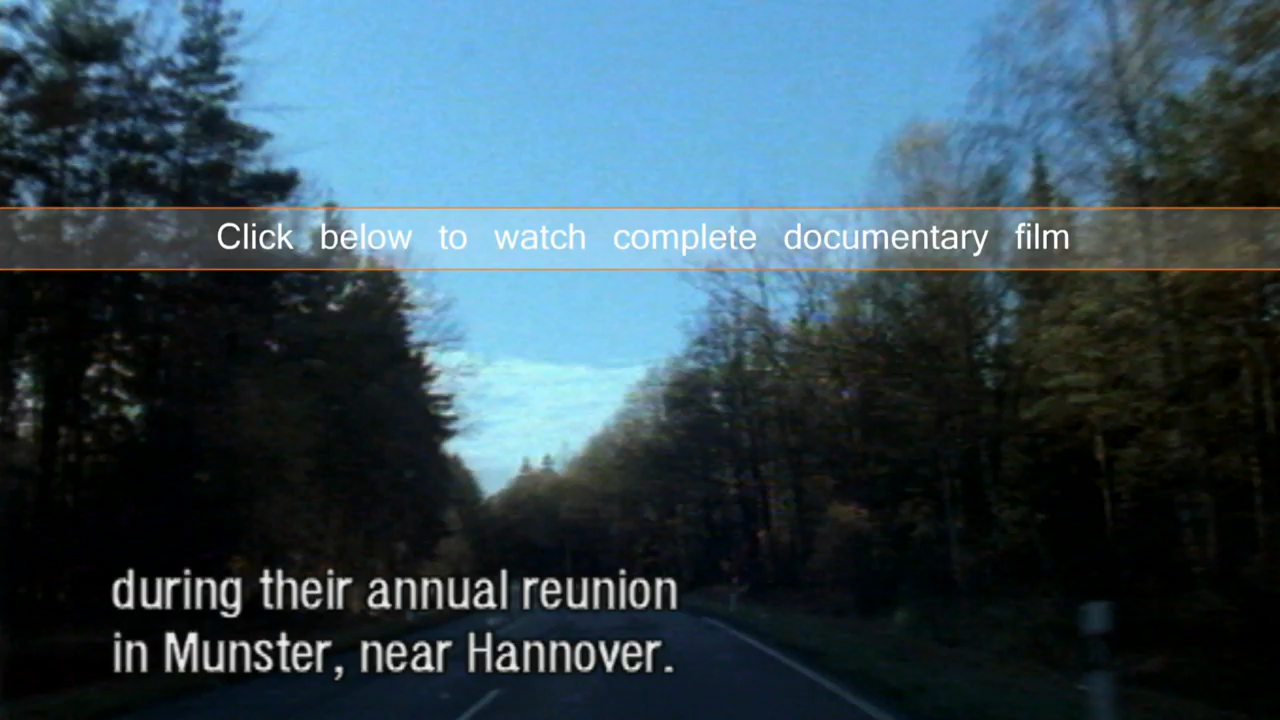 Click below to watch complete documentary film
during their annual reunion
in Munster, near Hannover.